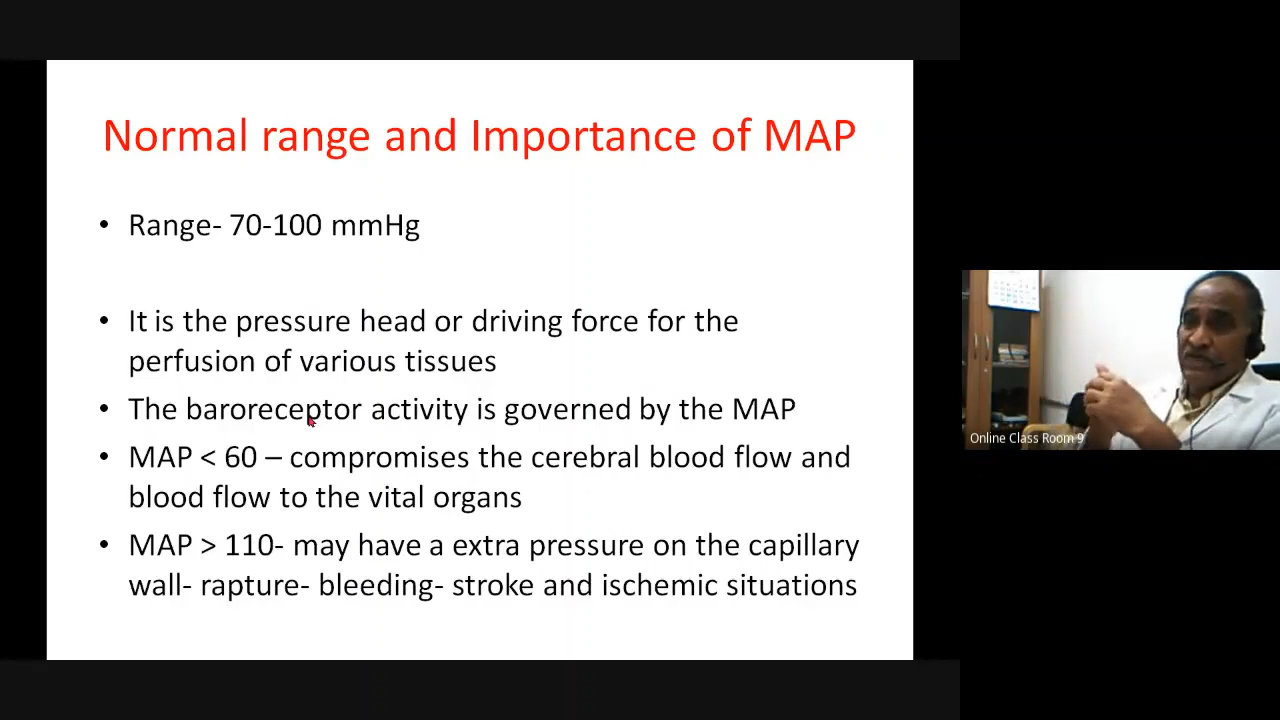 Normal range and Importance of MAP
• Range- 70-100 mmHg
• It is the pressure head or driving force for the
perfusion of various tissues
• The baroreceptor activity is governed by the MAP
• MAP < 60 – compromises the cerebral blood flow and
blood flow to the vital organs
• MAP > 110- may have a extra pressure on the capillary
wall- rapture- bleeding- stroke and ischemic situations
Online Class Room 9